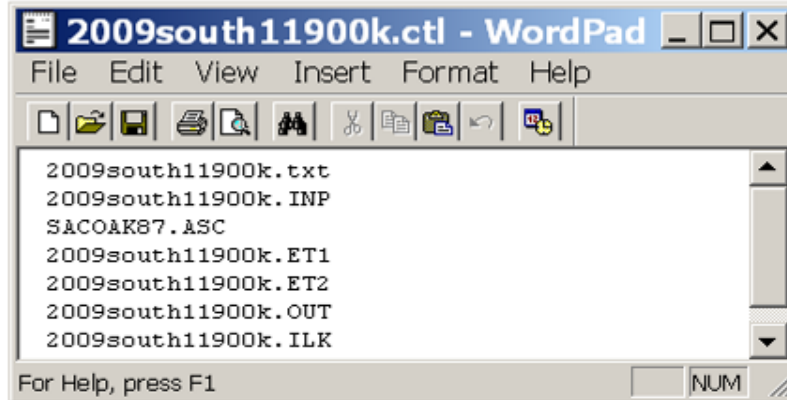 2009south11900k.ctl - WordPad
File Edit View Insert Format Help
2009south11900k.txt
2009south11900k.INP
SACOAK87.ASC
2009south11900k.ET1
2009south11900k.ET2
2009south11900k.OUT
2009south11900k.ILK
For Help, press F1 NUM